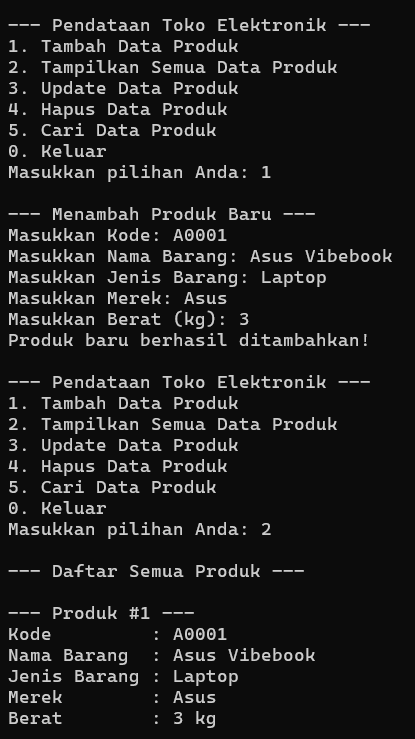 --- Pendataan Toko Elektronik ---
1. Tambah Data Produk
2. Tampilkan Semua Data Produk
3. Update Data Produk
4. Hapus Data Produk
5. Cari Data Produk
0. Keluar
Masukkan pilihan Anda: 1
--- Menambah Produk Baru ---
Masukkan Kode: A0001
Masukkan Nama Barang: Asus Vibebook
Masukkan Jenis Barang: Laptop
Masukkan Merek: Asus
Masukkan Berat (kg): 3
Produk baru berhasil ditambahkan!
--- Pendataan Toko Elektronik ---
1. Tambah Data Produk
2. Tampilkan Semua Data Produk
3. Update Data Produk
4. Hapus Data Produk
5. Cari Data Produk
0. Keluar
Masukkan pilihan Anda: 2
--- Daftar Semua Produk ---
--- Produk #1 ---
Kode         : A0001
Nama Barang  : Asus Vibebook
Jenis Barang : Laptop
Merek        : Asus
Berat        : 3 kg